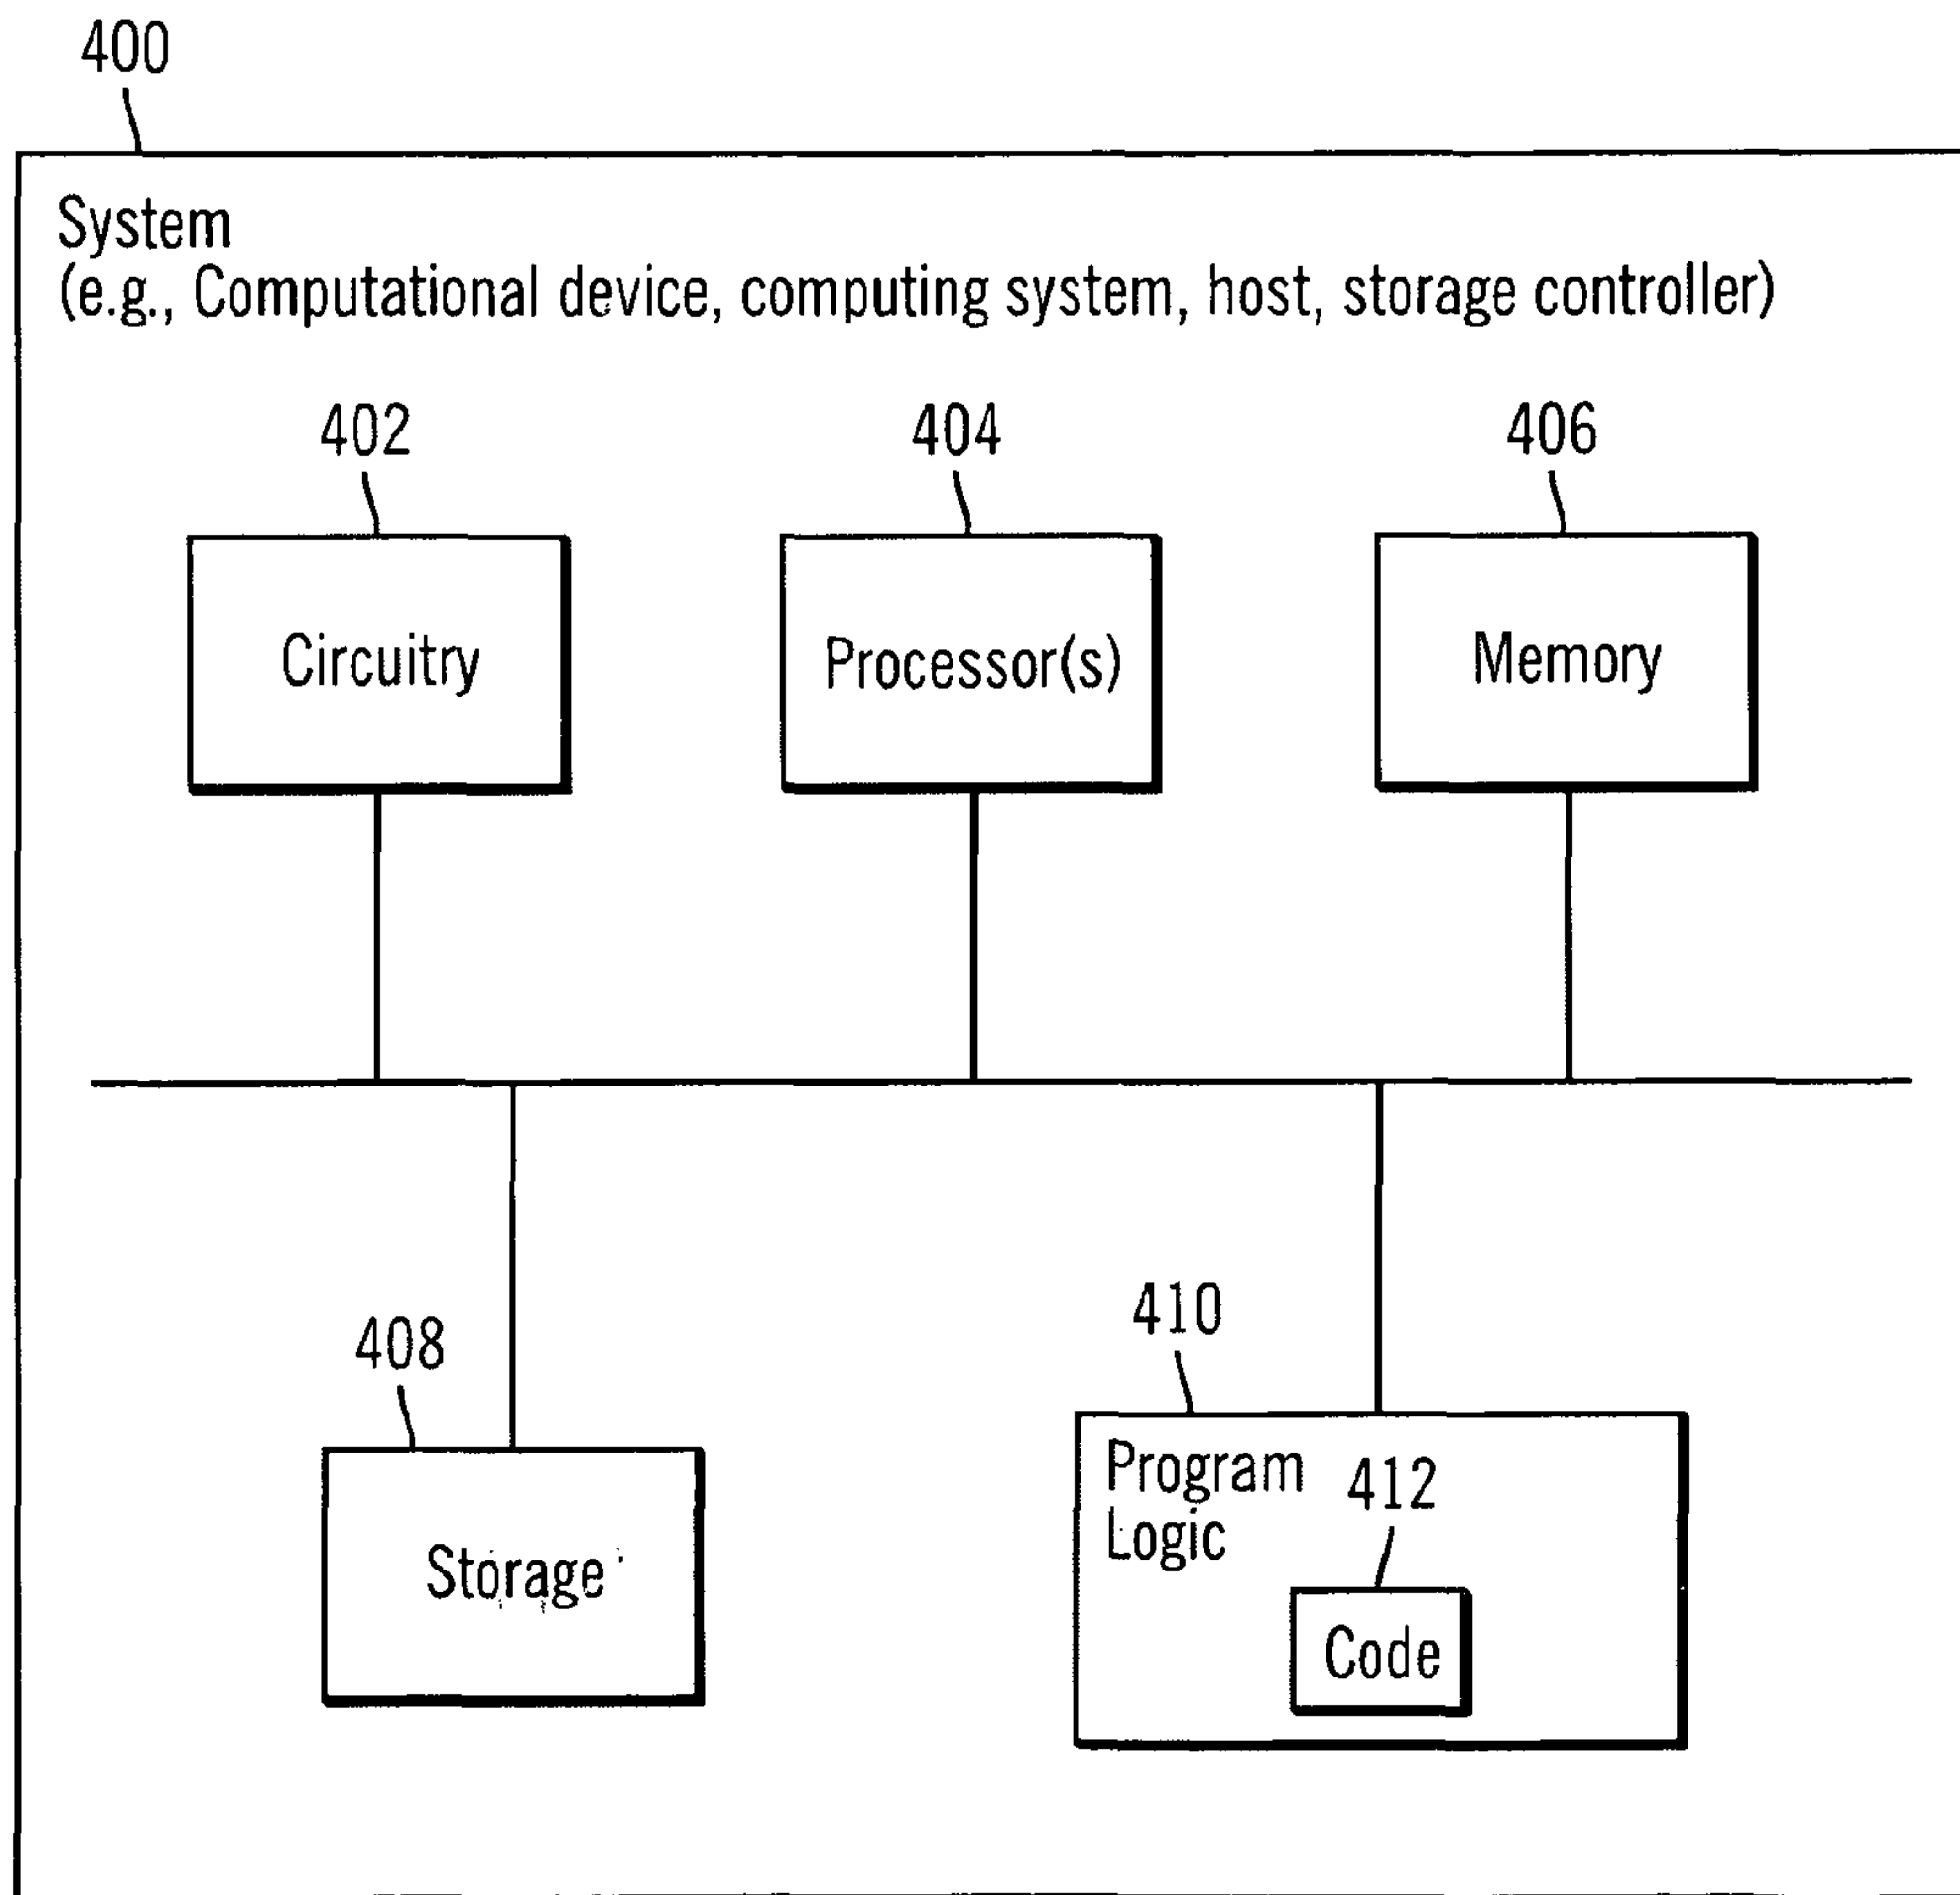 400
System
(e.g., Computational device, computing system, host, storage controller)
402
404
406
Circuitry
Processor(s)
Memory
408
410
Program
Logic
412
Storage
Code